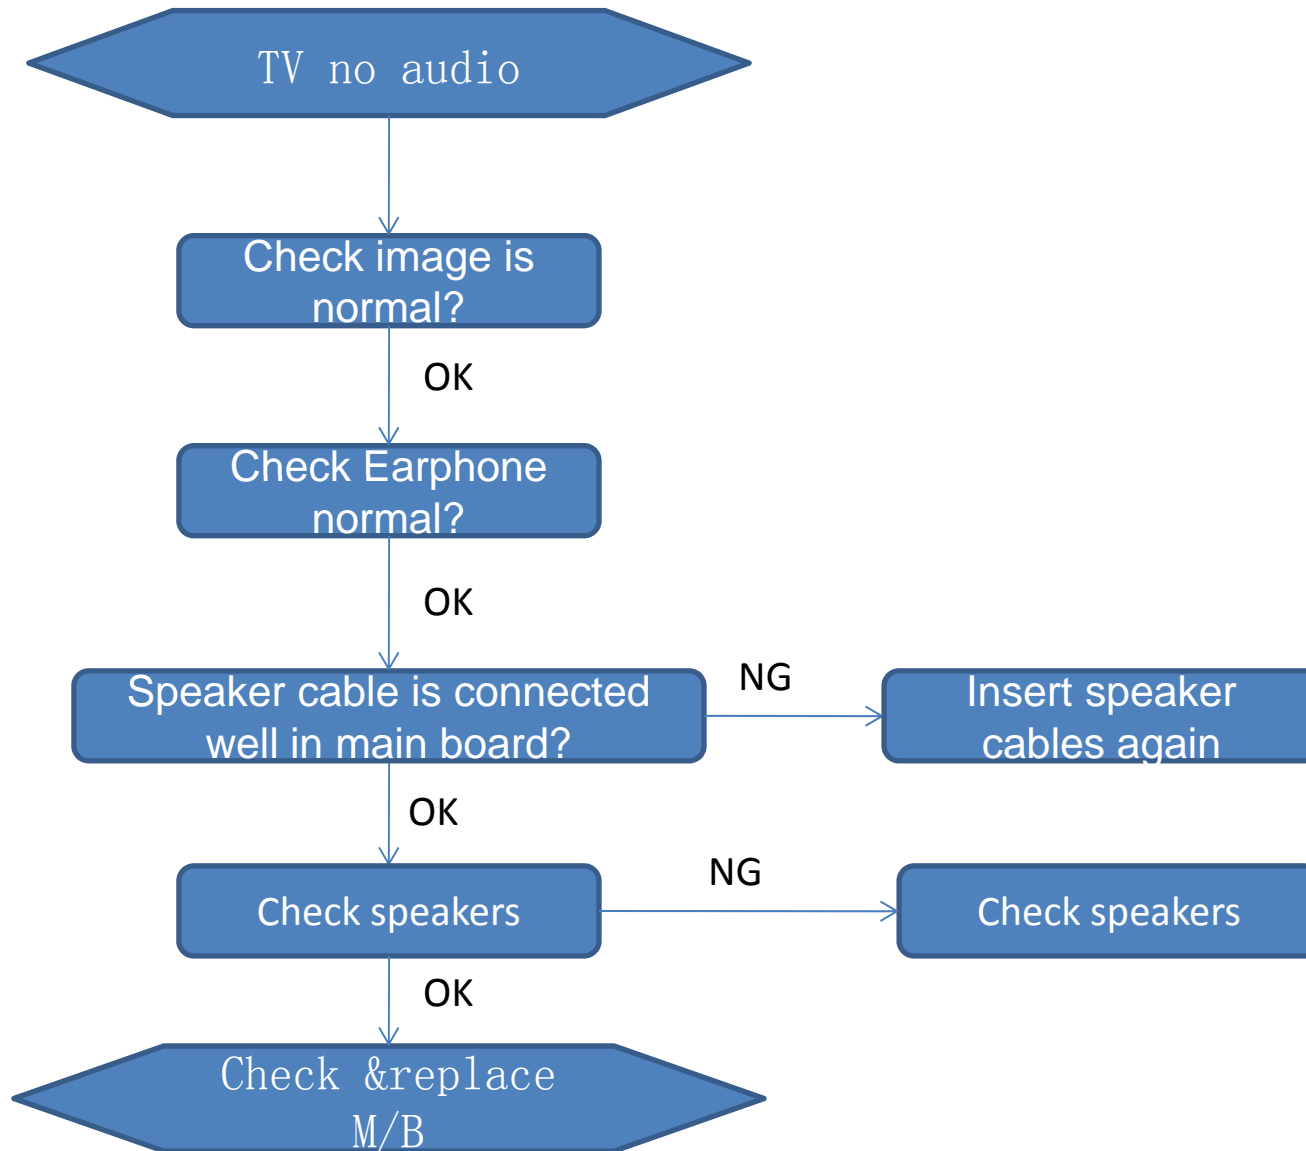 TV no audio
Check image is
normal?
OK
Check Earphone
normal?
OK
Speaker cable is connected
well in main board?
NG
Insert speaker
cables again
OK
Check speakers
NG
Check speakers
OK
Check &replace
M/B